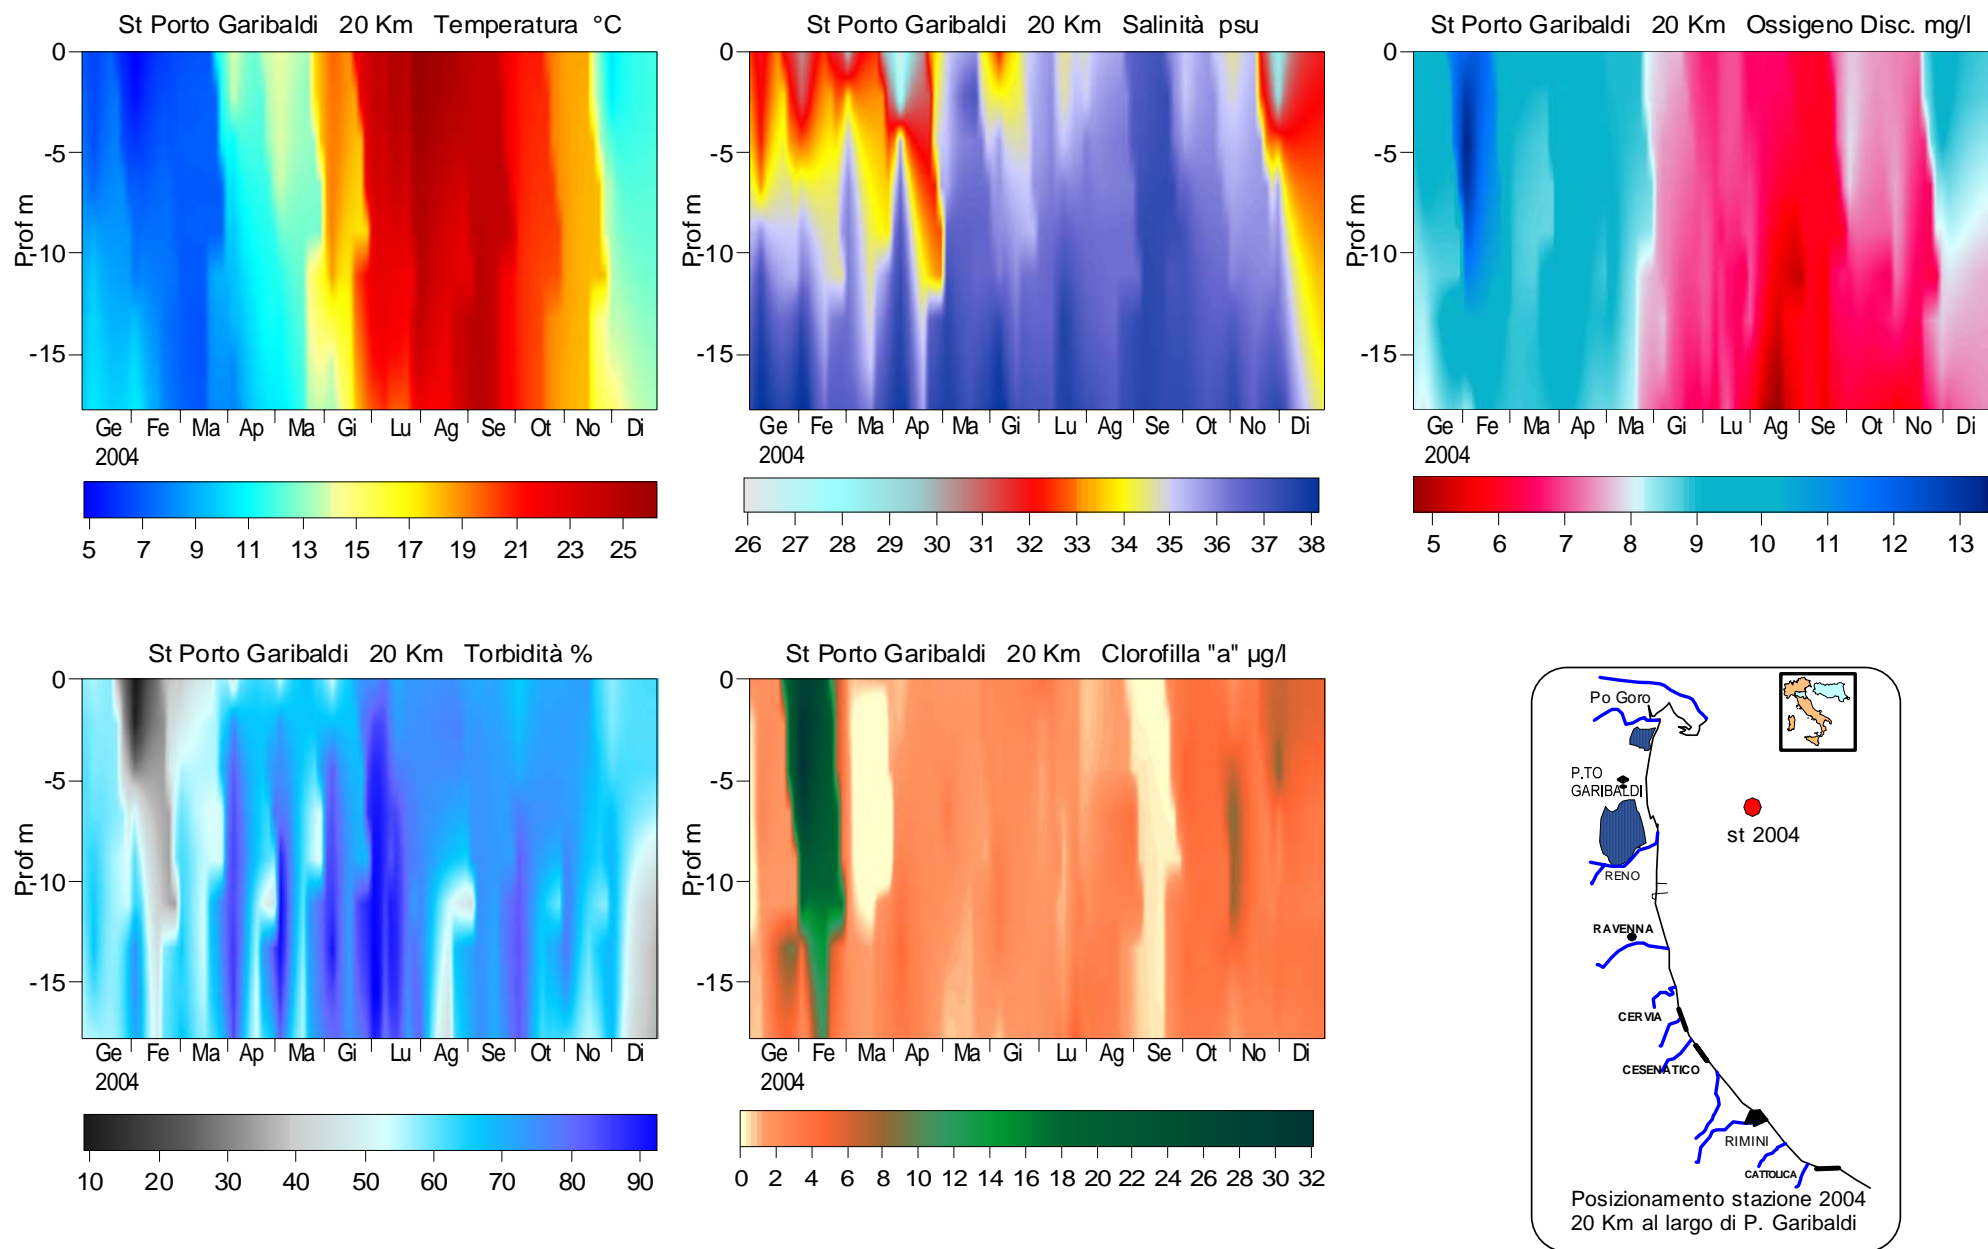 St Porto Garibaldi 20 Km Temperatura °C
0
-5
-10
-15
Prof m
Ge Fe Ma Ap Ma Gi Lu Ag Se Ot No Di
2004
5 7 9 11 13 15 17 19 21 23 25
St Porto Garibaldi 20 Km Salinità psu
0
-5
-10
-15
Prof m
Ge Fe Ma Ap Ma Gi Lu Ag Se Ot No Di
2004
26 27 28 29 30 31 32 33 34 35 36 37 38
St Porto Garibaldi 20 Km Ossigeno Disc. mg/l
0
-5
-10
-15
Prof m
Ge Fe Ma Ap Ma Gi Lu Ag Se Ot No Di
2004
5 6 7 8 9 10 11 12 13
St Porto Garibaldi 20 Km Torbidità %
0
-5
-10
-15
Prof m
Ge Fe Ma Ap Ma Gi Lu Ag Se Ot No Di
2004
10 20 30 40 50 60 70 80 90
St Porto Garibaldi 20 Km Clorofilla "a" µg/l
0
-5
-10
-15
Prof m
Ge Fe Ma Ap Ma Gi Lu Ag Se Ot No Di
2004
0 2 4 6 8 10 12 14 16 18 20 22 24 26 28 30 32
Po Goro
P.TO
GARIBALDI
st 2004
RENO
RAVENNA
CERVIA
CESENATICO
RIMINI
CATTOLICA
Posizionamento stazione 2004
20 Km al largo di P. Garibaldi